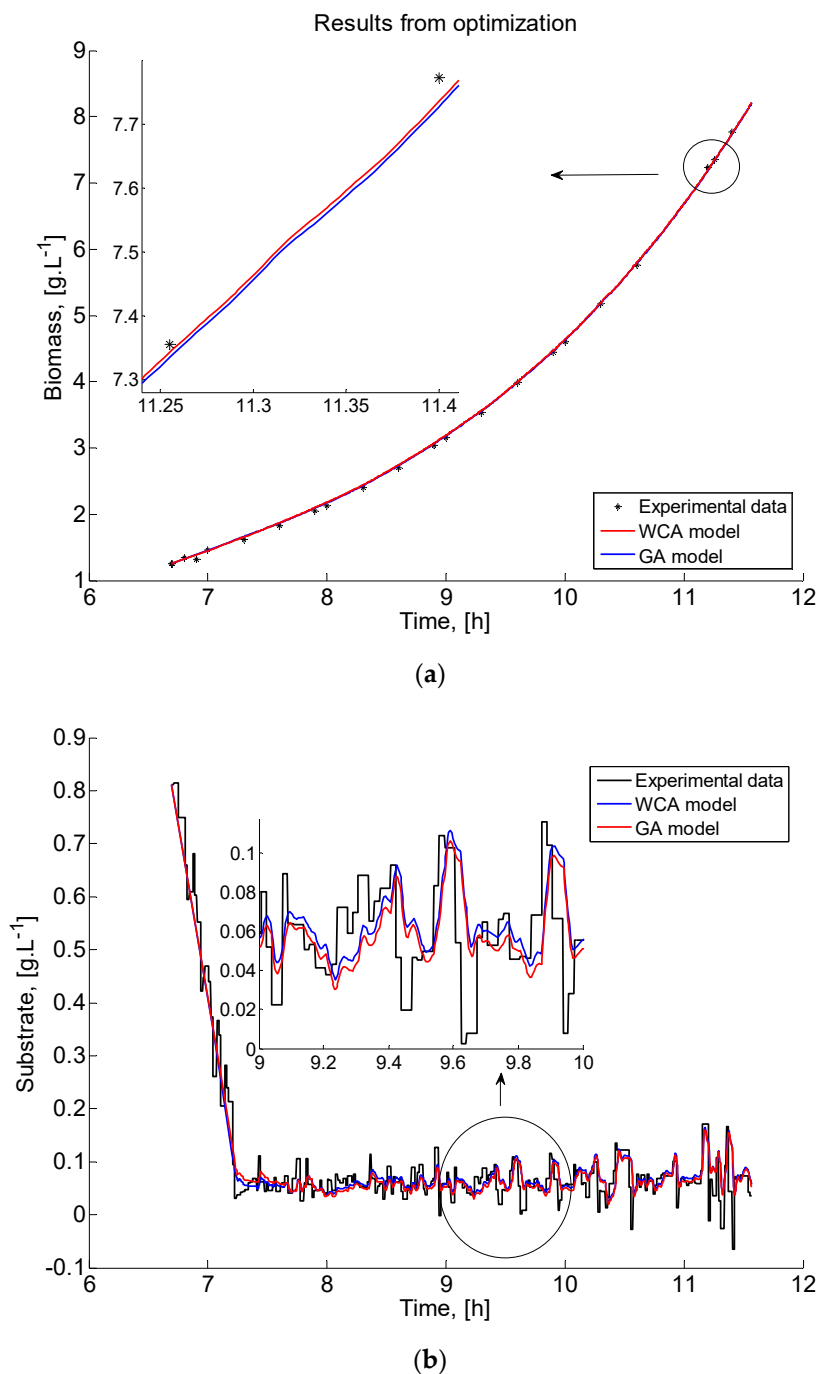 Results from optimization
9
8
7
6
5
4
3
2
1
Biomass, [g.L-1]
7.7
7.6
7.5
7.4
7.3
11.25 11.3 11.35 11.4
Experimental data
WCA model
GA model
6 7 8 9 10 11 12
Time, [h]
(a)
0.9
0.8
0.7
0.6
0.5
0.4
0.3
0.2
0.1
0
-0.1
Substrate, [g.L-1]
Experimental data
WCA model
GA model
0.1
0.08
0.06
0.04
0.02
0
9 9.2 9.4 9.6 9.8 10
6 7 8 9 10 11 12
Time, [h]
(b)